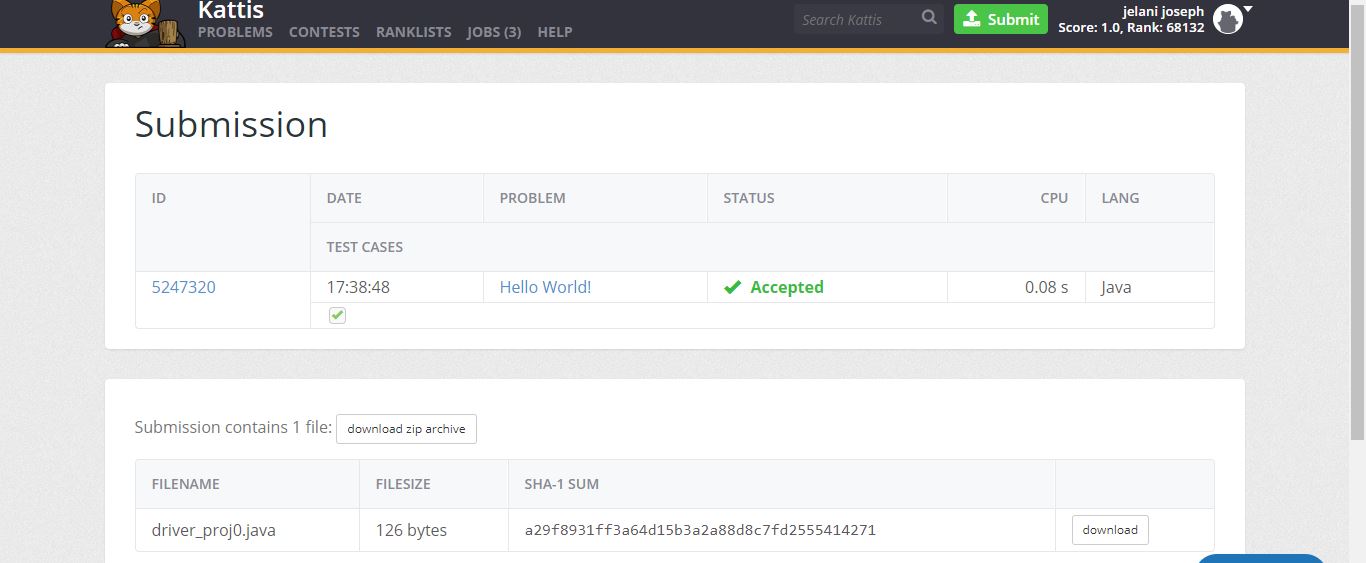 Kattis
PROBLEMS CONTESTS RANKLISTS JOBS (3) HELP
Search Kattis
Submit
jelani joseph
Score: 1.0, Rank: 68132
Submission
ID DATE PROBLEM STATUS CPU LANG
TEST CASES
5247320 17:38:48 Hello World! Accepted 0.08 s Java
Submission contains 1 file: download zip archive
FILENAME FILESIZE SHA-1 SUM
driver_proj0.java 126 bytes a29f8931ff3a64d15b3a2a88d8c7fd2555414271 download